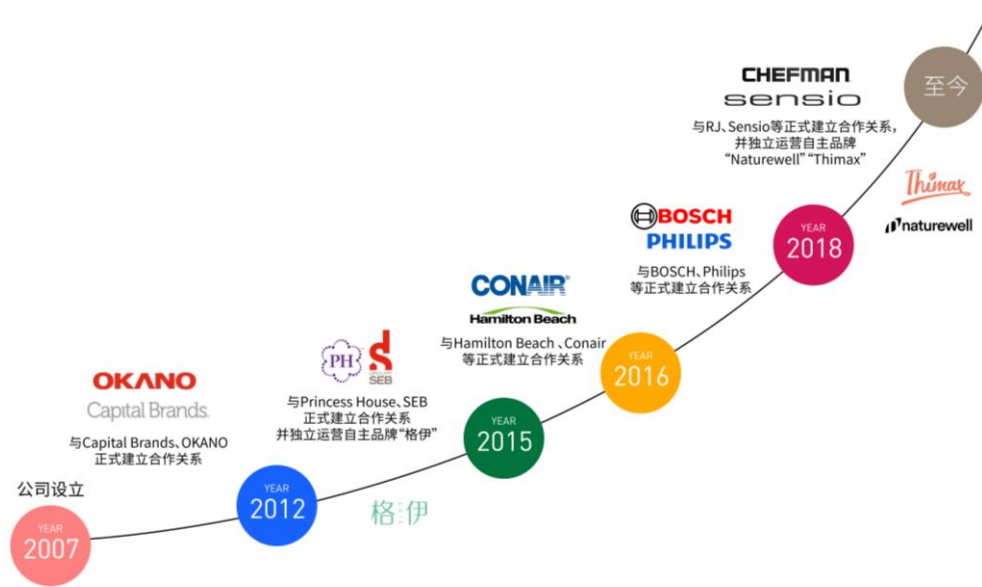 公司设立
YEAR
2007
OKANO
Capital Brands.
与Capital Brands、OKANO
正式建立合作关系
YEAR
2012
PH
GROUPE
SEB
与Princess House、SEB
正式建立合作关系
并独立运营自主品牌“格伊”
格伊
YEAR
2015
CONAIR®
Hamilton Beach
与Hamilton Beach 、Conair
等正式建立合作关系
YEAR
2016
BOSCH
PHILIPS
与BOSCH、Philips
等正式建立合作关系
YEAR
2018
CHEFMAN
sensio
与RJ、Sensio等正式建立合作关系，
并独立运营自主品牌
“Naturewell” “Thimax”
至今
Thimax
naturewell